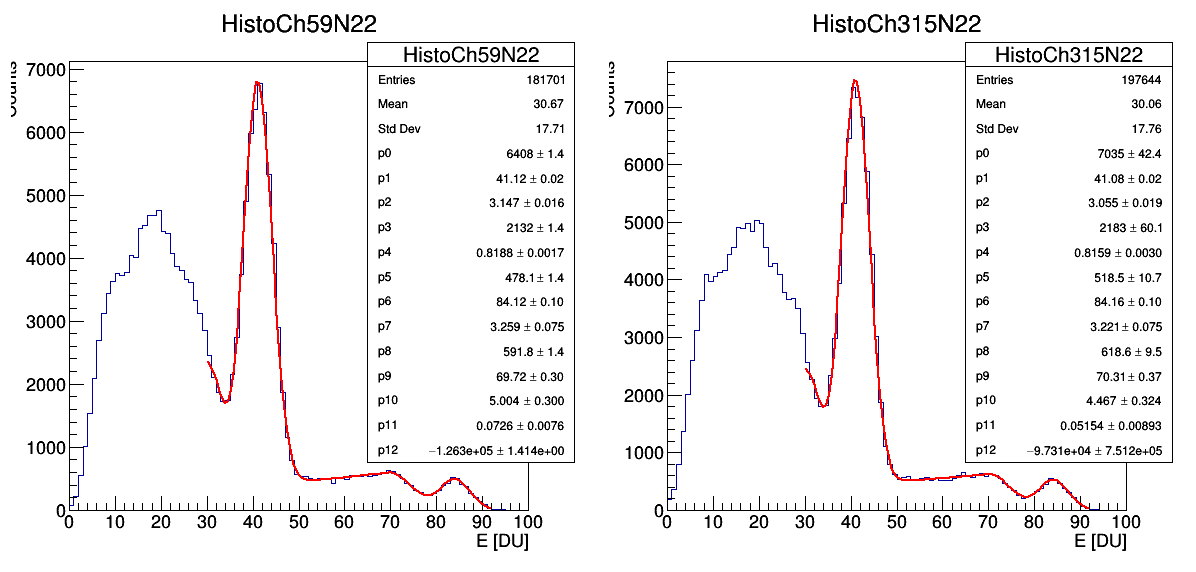 HistoCh59N22
HistoCh59N22
Entries 181701
Mean 30.67
Std Dev 17.71
p0 6408 ± 1.4
p1 41.12 ± 0.02
p2 3.147 ± 0.016
p3 2132 ± 1.4
p4 0.8188 ± 0.0017
p5 478.1 ± 1.4
p6 84.12 ± 0.10
p7 3.259 ± 0.075
p8 591.8 ± 1.4
p9 69.72 ± 0.30
p10 5.004 ± 0.300
p11 0.0726 ± 0.0076
p12 −1.263e+05 ± 1.414e+00
7000
6000
5000
4000
3000
2000
1000
0
0 10 20 30 40 50 60 70 80 90 100
E [DU]
HistoCh315N22
HistoCh315N22
Entries 197644
Mean 30.06
Std Dev 17.76
p0 7035 ± 42.4
p1 41.08 ± 0.02
p2 3.055 ± 0.019
p3 2183 ± 60.1
p4 0.8159 ± 0.0030
p5 518.5 ± 10.7
p6 84.16 ± 0.10
p7 3.221 ± 0.075
p8 618.6 ± 9.5
p9 70.31 ± 0.37
p10 4.467 ± 0.324
p11 0.05154 ± 0.00893
p12 −9.731e+04 ± 7.512e+05
7000
6000
5000
4000
3000
2000
1000
0
0 10 20 30 40 50 60 70 80 90 100
E [DU]